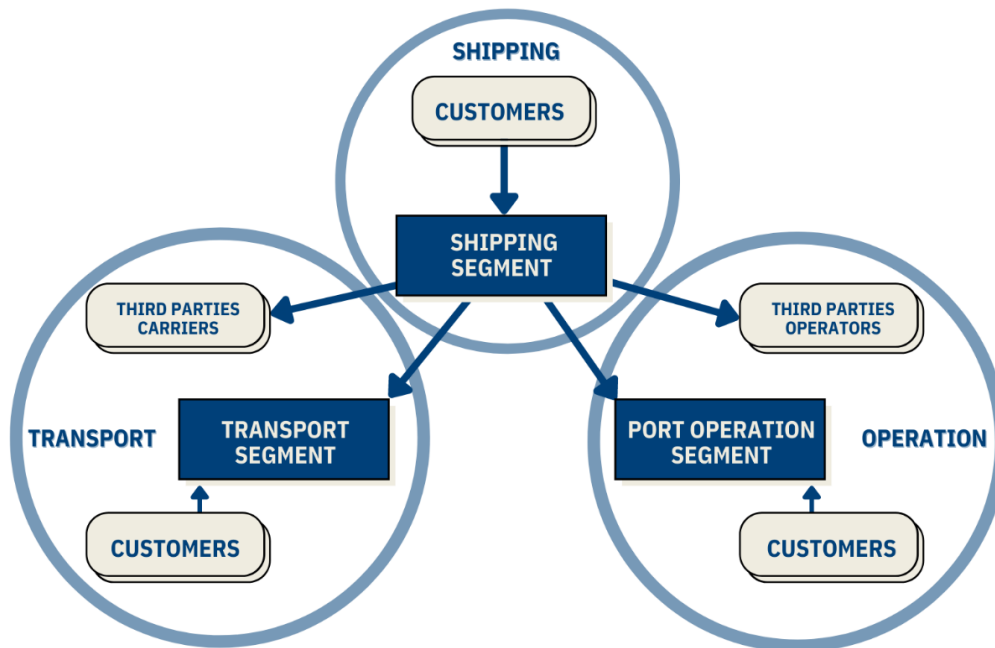 SHIPPING
CUSTOMERS
SHIPPING
SEGMENT
THIRD PARTIES
CARRIERS
THIRD PARTIES
OPERATORS
TRANSPORT
TRANSPORT
SEGMENT
PORT OPERATION
SEGMENT
OPERATION
CUSTOMERS
CUSTOMERS